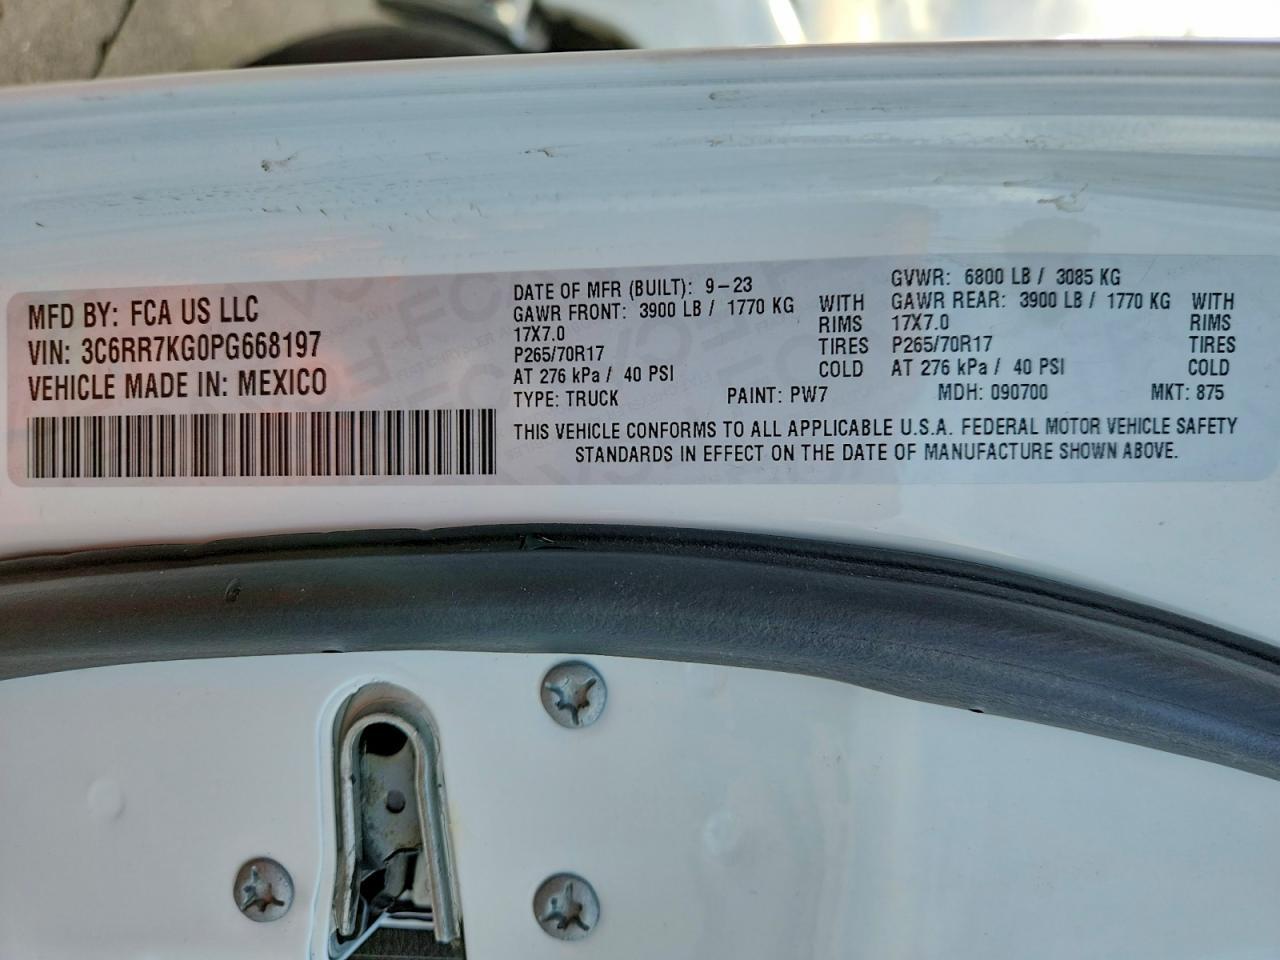 MFD BY: FCA US LLC
VIN: 3C6RR7KG0PG668197
VEHICLE MADE IN: MEXICO
DATE OF MFR (BUILT): 9-23
GAWR FRONT: 3900 LB / 1770 KG WITH
17X7.0 RIMS
P265/70R17 TIRES
AT 276 kPa / 40 PSI COLD
GVWR: 6800 LB / 3085 KG
GAWR REAR: 3900 LB / 1770 KG WITH
17X7.0 RIMS
P265/70R17 TIRES
AT 276 kPa / 40 PSI COLD
TYPE: TRUCK PAINT: PW7 MDH: 090700 MKT: 875
THIS VEHICLE CONFORMS TO ALL APPLICABLE U.S.A. FEDERAL MOTOR VEHICLE SAFETY
STANDARDS IN EFFECT ON THE DATE OF MANUFACTURE SHOWN ABOVE.